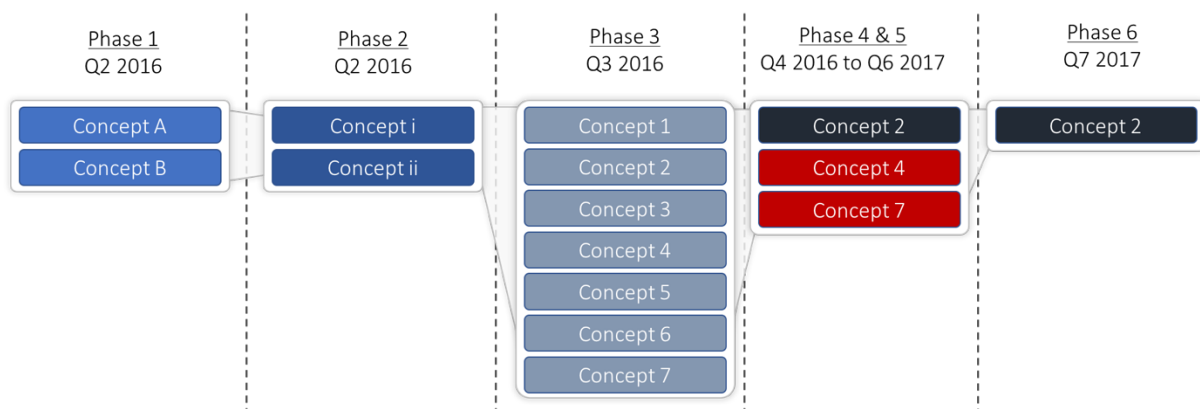 Phase 1
Q2 2016
Concept A
Concept B
Phase 2
Q2 2016
Concept i
Concept ii
Phase 3
Q3 2016
Concept 1
Concept 2
Concept 3
Concept 4
Concept 5
Concept 6
Concept 7
Phase 4 & 5
Q4 2016 to Q6 2017
Concept 2
Concept 4
Concept 7
Phase 6
Q7 2017
Concept 2